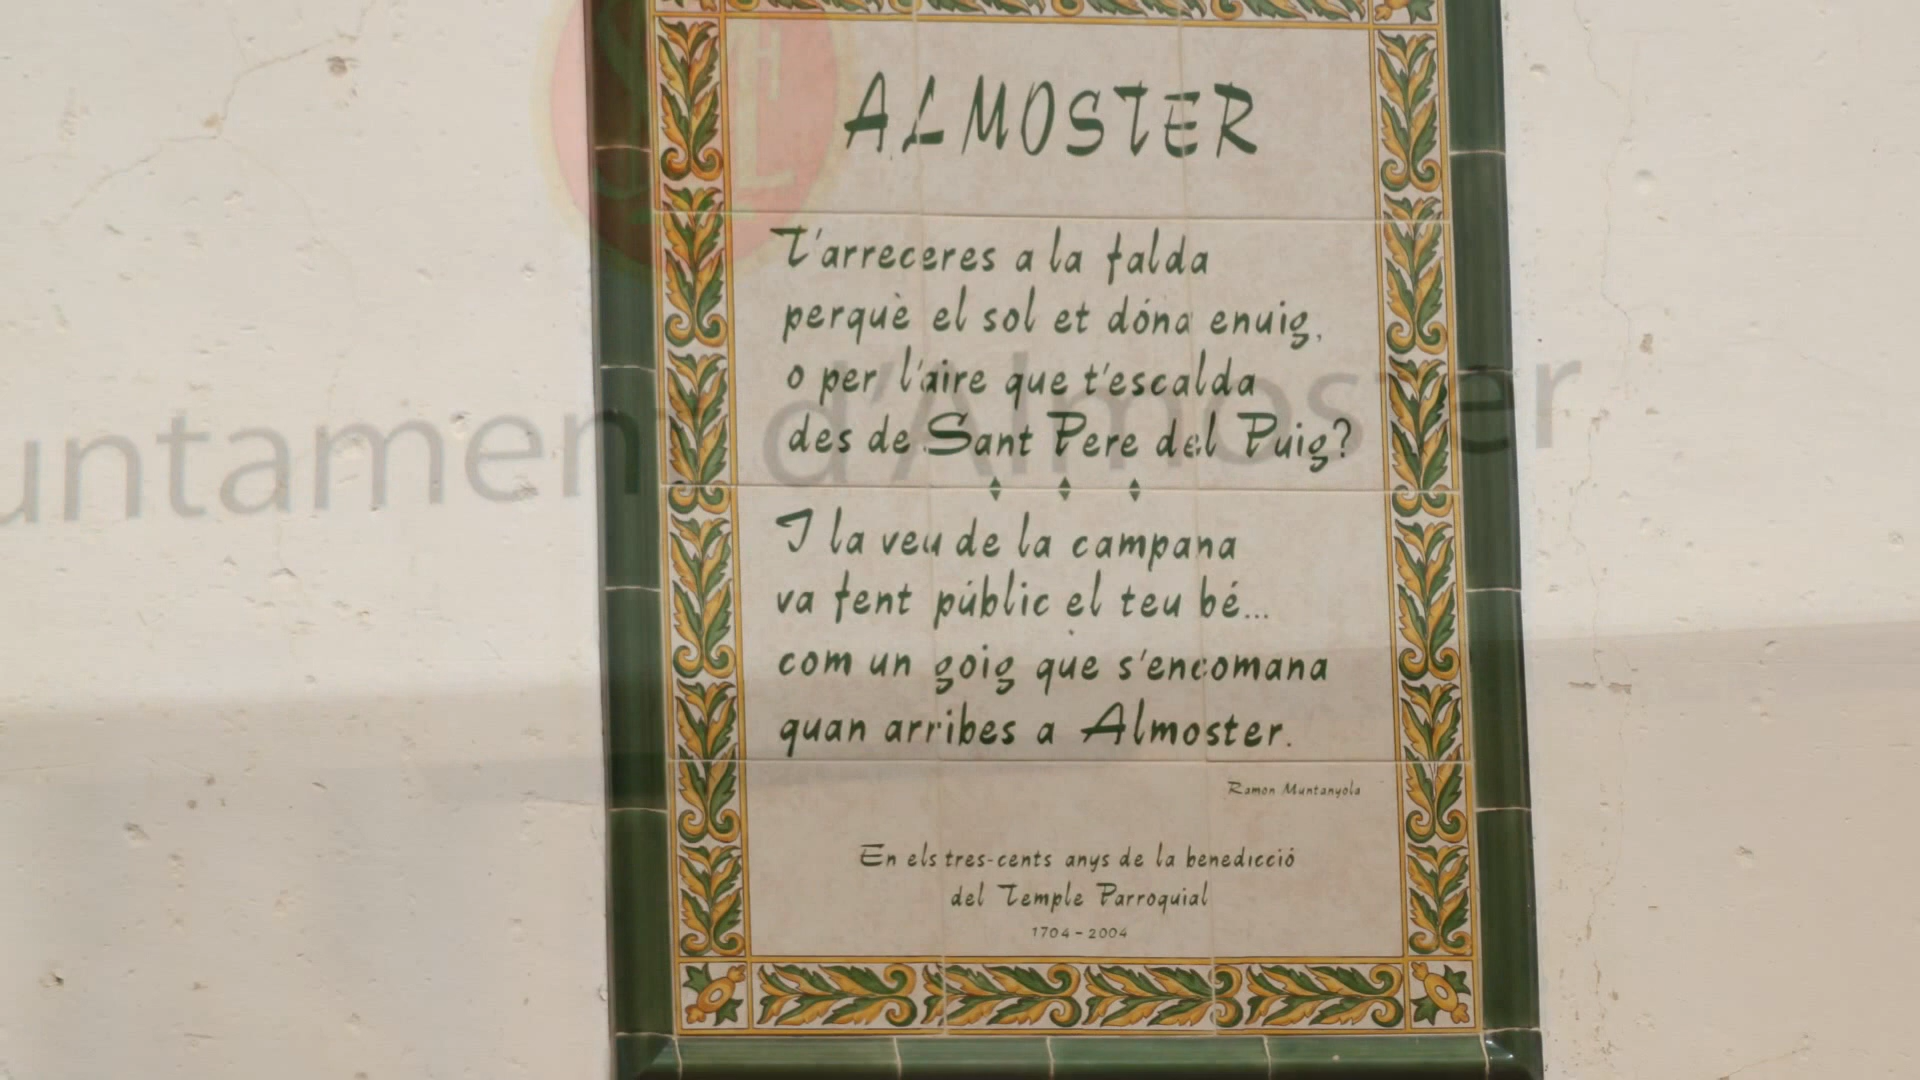 ALMOSTER
T'arreceres a la falda
perquè el sol et dóna enuig,
o per l'aire que t'escalda
des de Sant Pere del Puig?
I la veu de la campana
va fent públic el teu bé...
com un goig que s'encomana
quan arribes a Almoster.
Ramon Muntanyola
En els tres-cents anys de la benedicció
del Temple Parroquial
1704-2004
untament d'Almoster